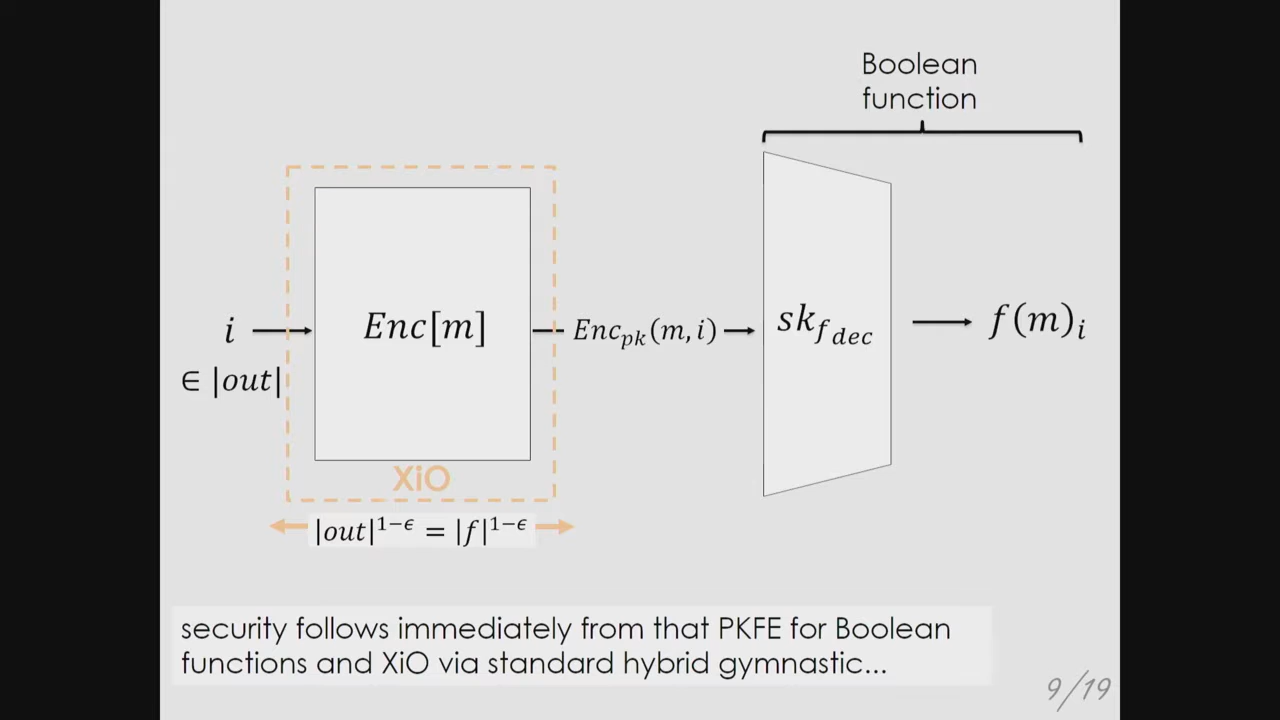 Boolean
function
i
∈ |out|
Enc[m]
XiO
|out|^{1−ϵ} = |f|^{1−ϵ}
Enc_{pk}(m, i)
sk_{f_{dec}}
f(m)_i
security follows immediately from that PKFE for Boolean
functions and XiO via standard hybrid gymnastic...
9/19